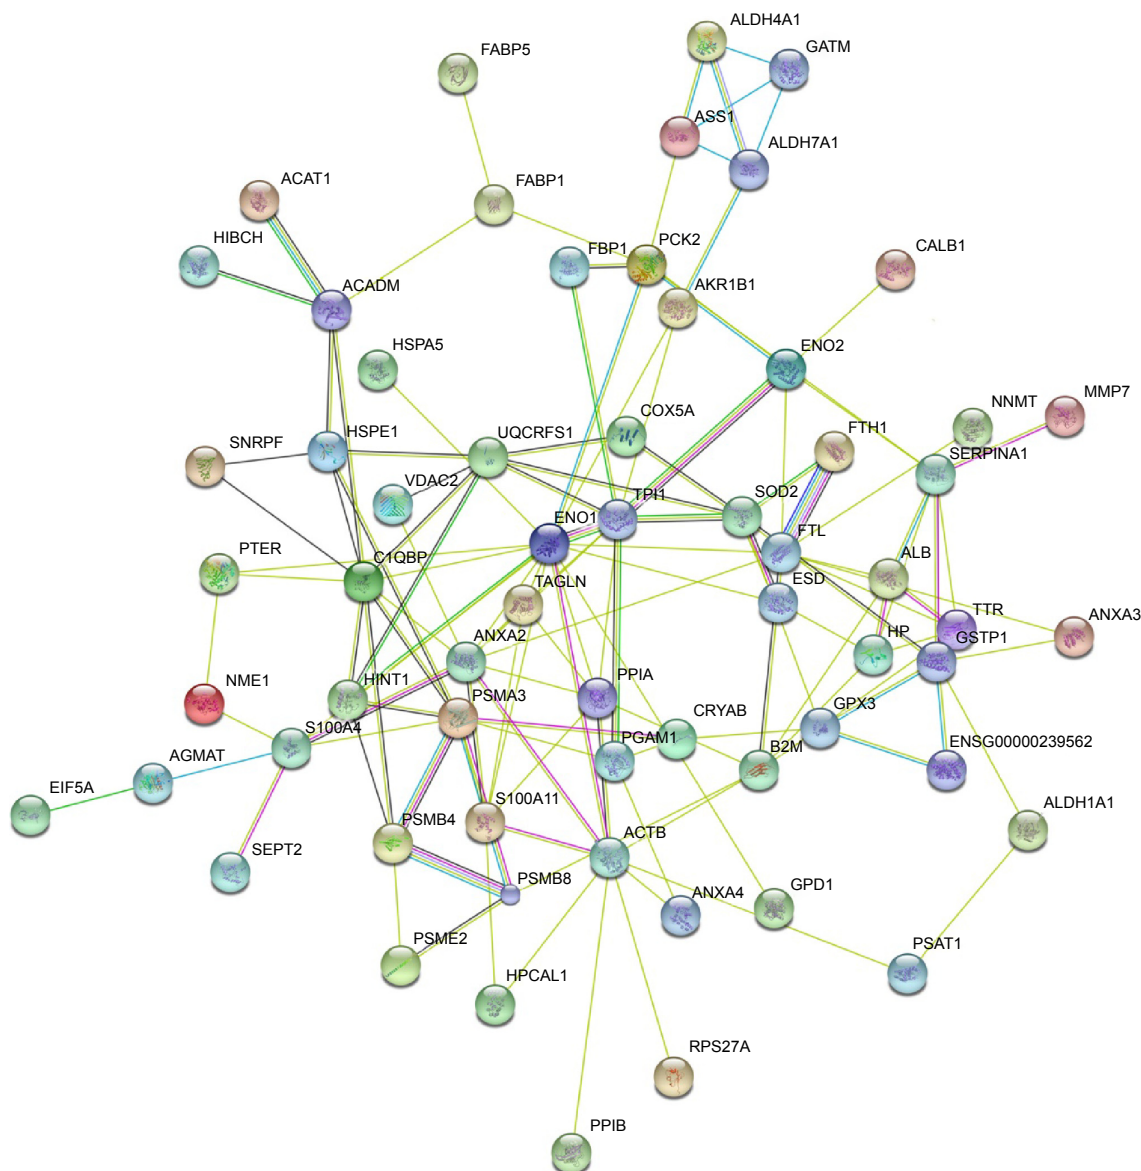 ALDH4A1
FABP5
GATM
ASS1
ALDH7A1
ACAT1
FABP1
HIBCH
FBP1
PCK2
CALB1
ACADM
AKR1B1
HSPA5
ENO2
COX5A
MMP7
NNMT
UQCRFS1
FTH1
SNRPF
HSPE1
SERPINA1
VDAC2
TPI1
SOD2
ENO1
FTL
PTER
C1QBP
ALB
TAGLN
ESD
TTR
ANXA3
ANXA2
HP
GSTP1
PPIA
NME1
HINT1
PSMA3
CRYAB
GPX3
S100A4
PGAM1
B2M
ENSG00000239562
AGMAT
EIF5A
S100A11
ALDH1A1
PSMB4
ACTB
SEPT2
PSMB8
ANXA4
GPD1
PSME2
PSAT1
HPCAL1
RPS27A
PPIB